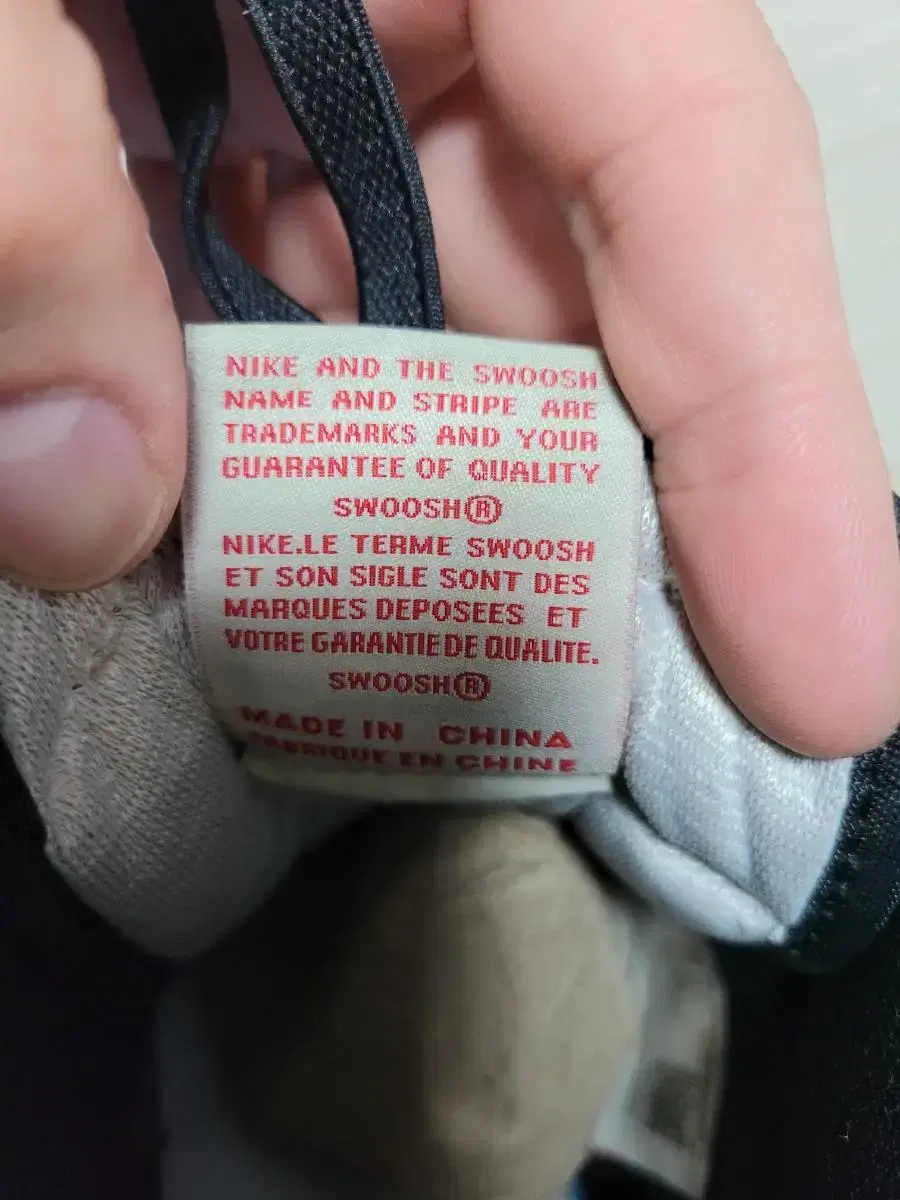 NIKE AND THE SWOOSH
NAME AND STRIPE ARE
TRADEMARKS AND YOUR
GUARANTEE OF QUALITY
SWOOSH®
NIKE.LE TERME SWOOSH
ET SON SIGLE SONT DES
MARQUES DEPOSEES ET
VOTRE GARANTIE DE QUALITE.
SWOOSH®
MADE IN CHINA
FABRIQUE EN CHINE